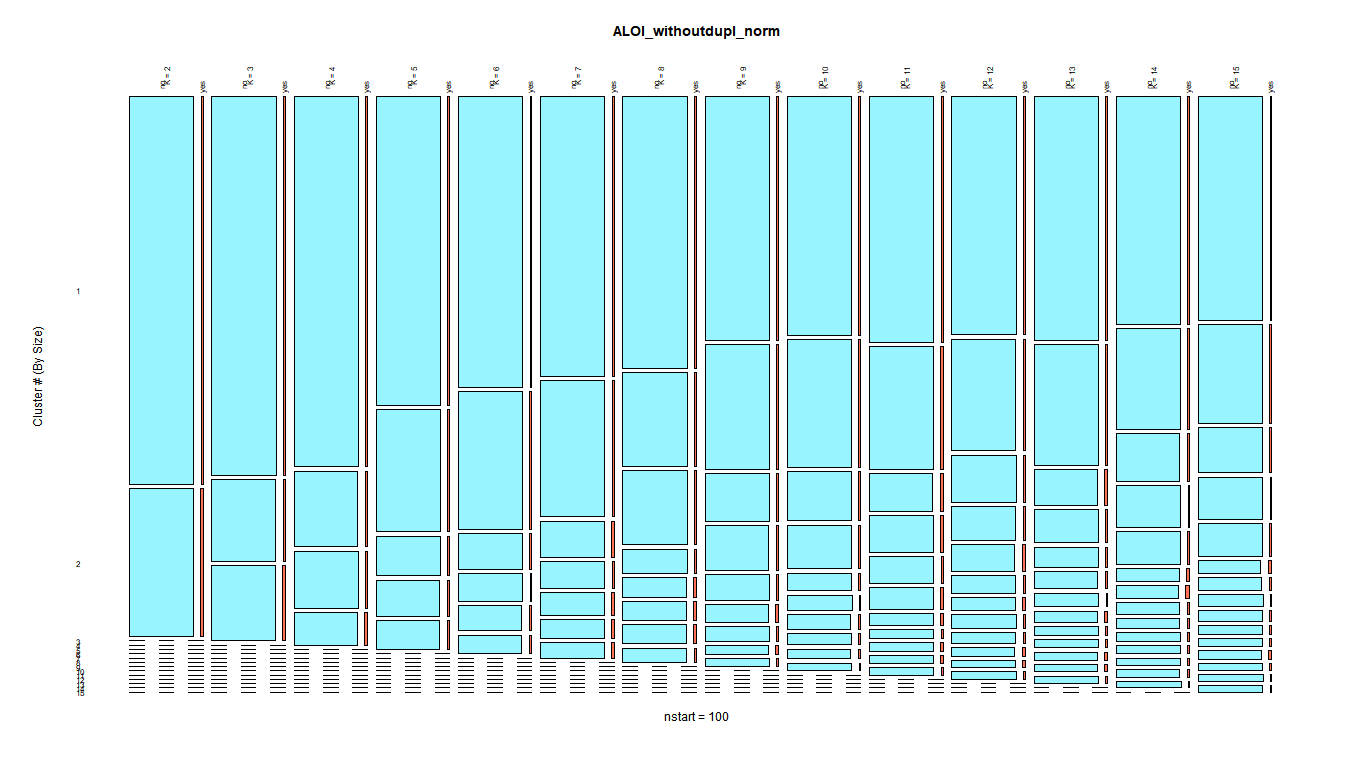 ALOI_withoutdupl_norm
K = 2 K = 3 K = 4 K = 5 K = 6 K = 7 K = 8 K = 9 K = 10 K = 11 K = 12 K = 13 K = 14 K = 15
no yes no yes no yes no yes no yes no yes no yes no yes no yes no yes no yes no yes no yes no yes
Cluster # (By Size)
1
2
3
15
nstart = 100